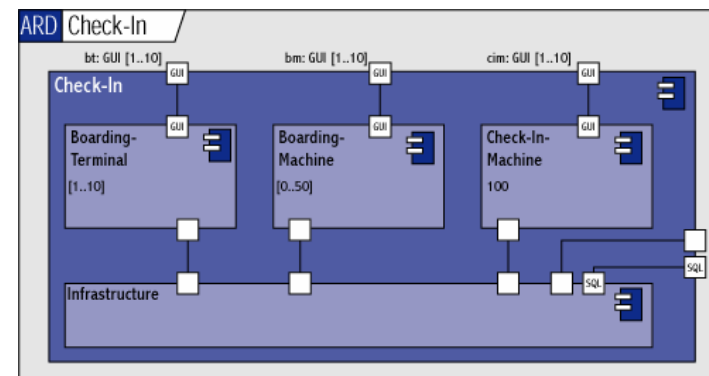 ARD Check-In
bt: GUI [1..10] bm: GUI [1..10] cim: GUI [1..10]
GUI GUI GUI
Check-In
GUI GUI GUI
Boarding-
Terminal
[1..10]
Boarding-
Machine
[0..50]
Check-In-
Machine
100
SQL
SQL
Infrastructure